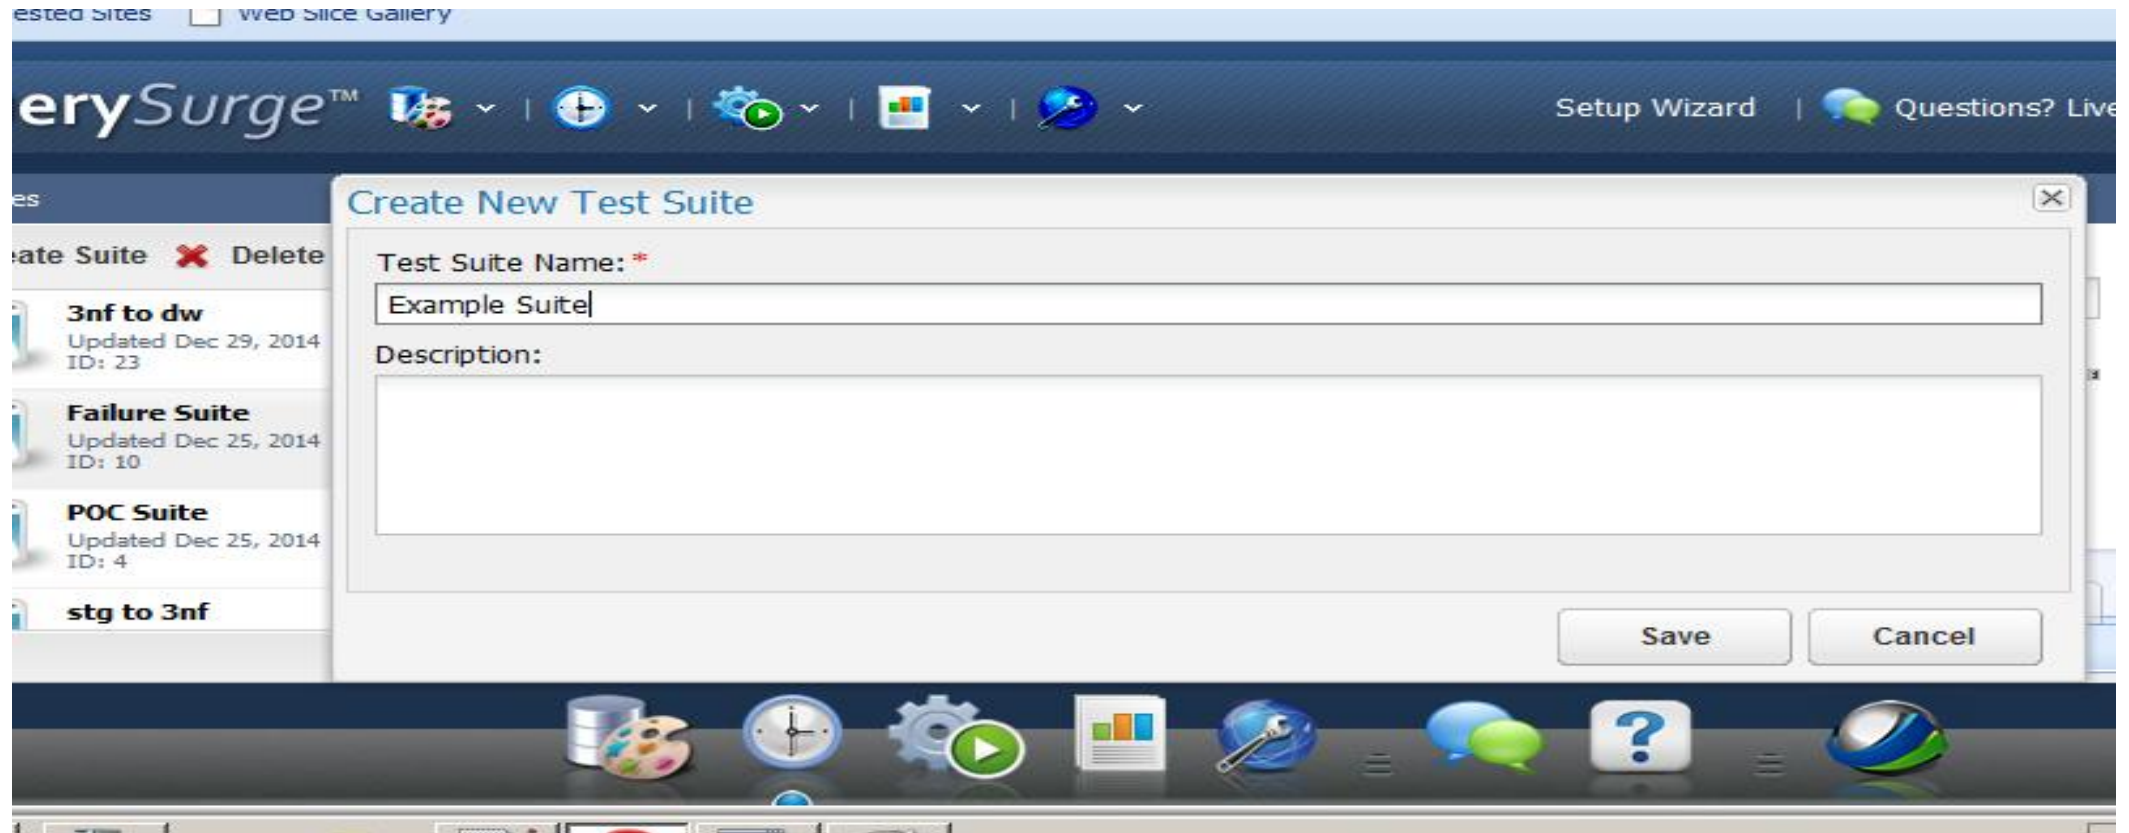 ested Sites Web Slice Gallery
erySurge™ Setup Wizard | Questions? Live
es
Create New Test Suite
eate Suite Delete
Test Suite Name: *
Example Suite
3nf to dw
Updated Dec 29, 2014
ID: 23
Description:
Failure Suite
Updated Dec 25, 2014
ID: 10
POC Suite
Updated Dec 25, 2014
ID: 4
stg to 3nf
Save Cancel
?